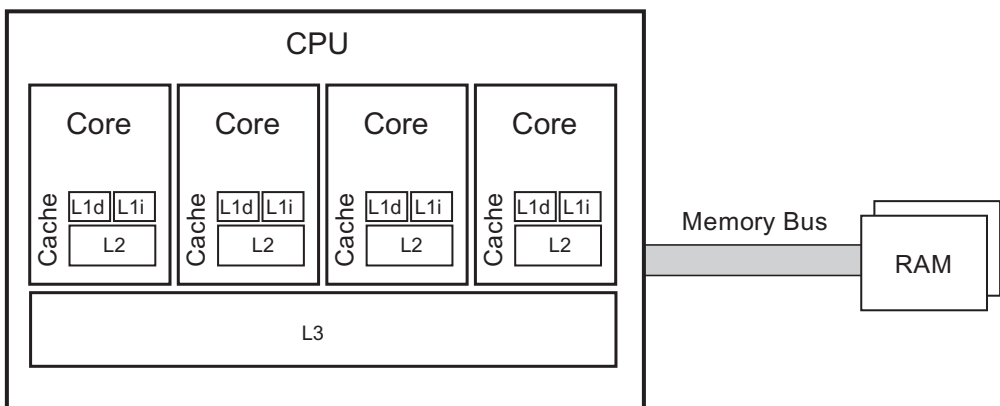 CPU
Core Core Core Core
Cache L1d L1i Cache L1d L1i Cache L1d L1i Cache L1d L1i
L2 L2 L2 L2
L3
Memory Bus
RAM